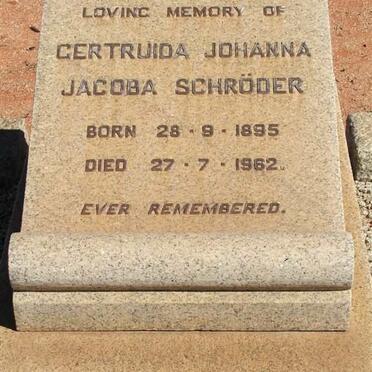 LOVING MEMORY OF
GERTRUIDA JOHANNA
JACOBA SCHRÖDER
BORN 28 · 9 · 1895
DIED 27 · 7 · 1962.
EVER REMEMBERED.